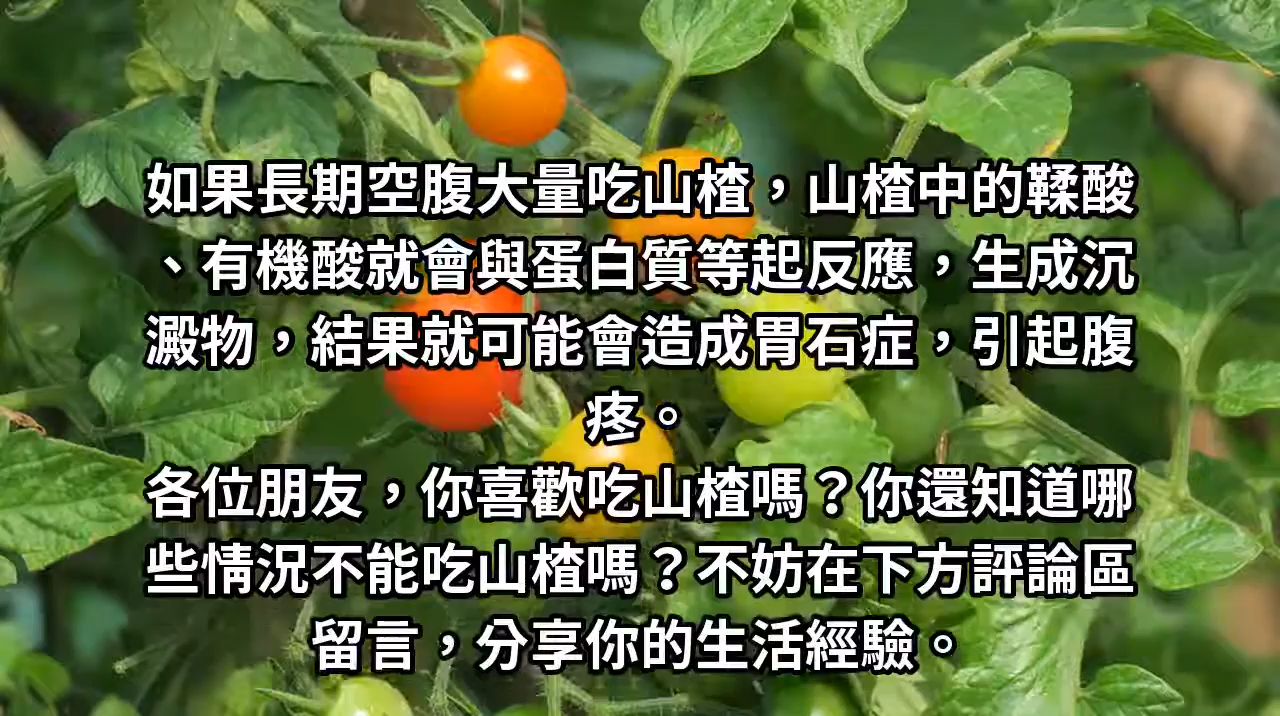 如果長期空腹大量吃山楂，山楂中的鞣酸
、有機酸就會與蛋白質等起反應，生成沉
澱物，結果就可能會造成胃石症，引起腹
疼。
各位朋友，你喜歡吃山楂嗎？你還知道哪
些情況不能吃山楂嗎？不妨在下方評論區
留言，分享你的生活經驗。